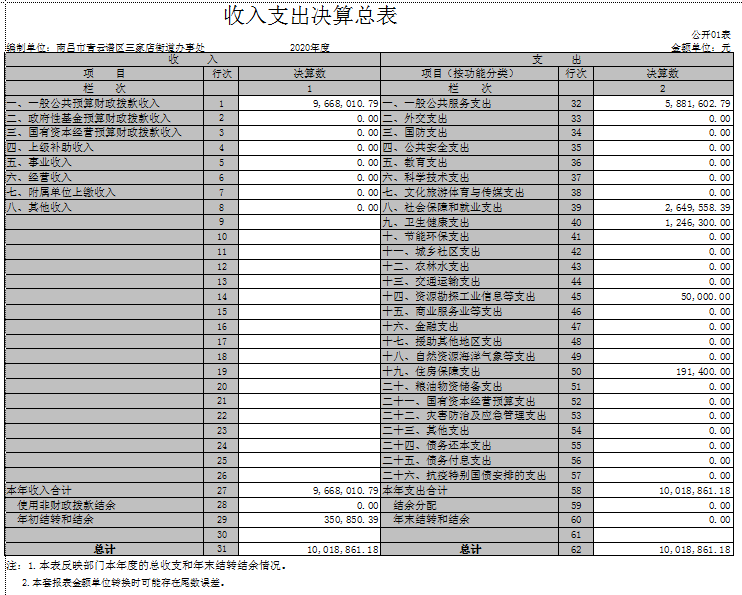 收入支出决算总表
公开01表
编制单位：南昌市青云谱区三家店街道办事处 2020年度 金额单位：元
收 入 支 出
项 目 行次 决算数 项目（按功能分类） 行次 决算数
栏 次 1 栏 次 2
一、一般公共预算财政拨款收入 1 9,668,010.79 一、一般公共服务支出 32 5,881,602.79
二、政府性基金预算财政拨款收入 2 0.00 二、外交支出 33 0.00
三、国有资本经营预算财政拨款收入 3 0.00 三、国防支出 34 0.00
四、上级补助收入 4 0.00 四、公共安全支出 35 0.00
五、事业收入 5 0.00 五、教育支出 36 0.00
六、经营收入 6 0.00 六、科学技术支出 37 0.00
七、附属单位上缴收入 7 0.00 七、文化旅游体育与传媒支出 38 0.00
八、其他收入 8 0.00 八、社会保障和就业支出 39 2,649,558.39
9 九、卫生健康支出 40 1,246,300.00
10 十、节能环保支出 41 0.00
11 十一、城乡社区支出 42 0.00
12 十二、农林水支出 43 0.00
13 十三、交通运输支出 44 0.00
14 十四、资源勘探工业信息等支出 45 50,000.00
15 十五、商业服务业等支出 46 0.00
16 十六、金融支出 47 0.00
17 十七、援助其他地区支出 48 0.00
18 十八、自然资源海洋气象等支出 49 0.00
19 十九、住房保障支出 50 191,400.00
20 二十、粮油物资储备支出 51 0.00
21 二十一、国有资本经营预算支出 52 0.00
22 二十二、灾害防治及应急管理支出 53 0.00
23 二十三、其他支出 54 0.00
24 二十四、债务还本支出 55 0.00
25 二十五、债务付息支出 56 0.00
26 二十六、抗疫特别国债安排的支出 57 0.00
本年收入合计 27 9,668,010.79 本年支出合计 58 10,018,861.18
使用非财政拨款结余 28 0.00 结余分配 59 0.00
年初结转和结余 29 350,850.39 年末结转和结余 60 0.00
30 61
总计 31 10,018,861.18 总计 62 10,018,861.18
注：1.本表反映部门本年度的总收支和年末结转结余情况。
2.本套报表金额单位转换时可能存在尾数误差。